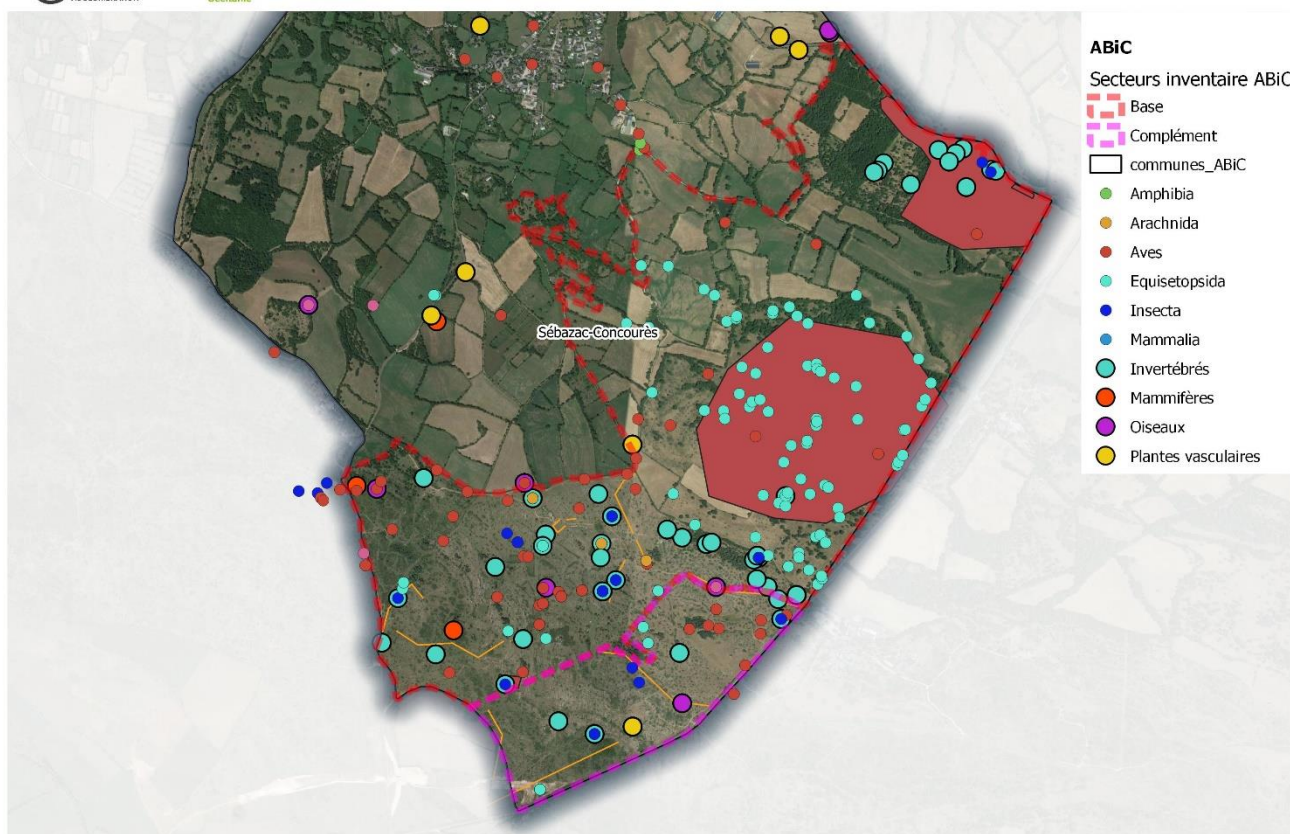 ABiC
Secteurs inventaire ABiC
Base
Complément
communes_ABiC
Amphibia
Arachnida
Aves
Equisetopsida
Insecta
Mammalia
Invertébrés
Mammifères
Oiseaux
Plantes vasculaires
Sébazac-Concourès